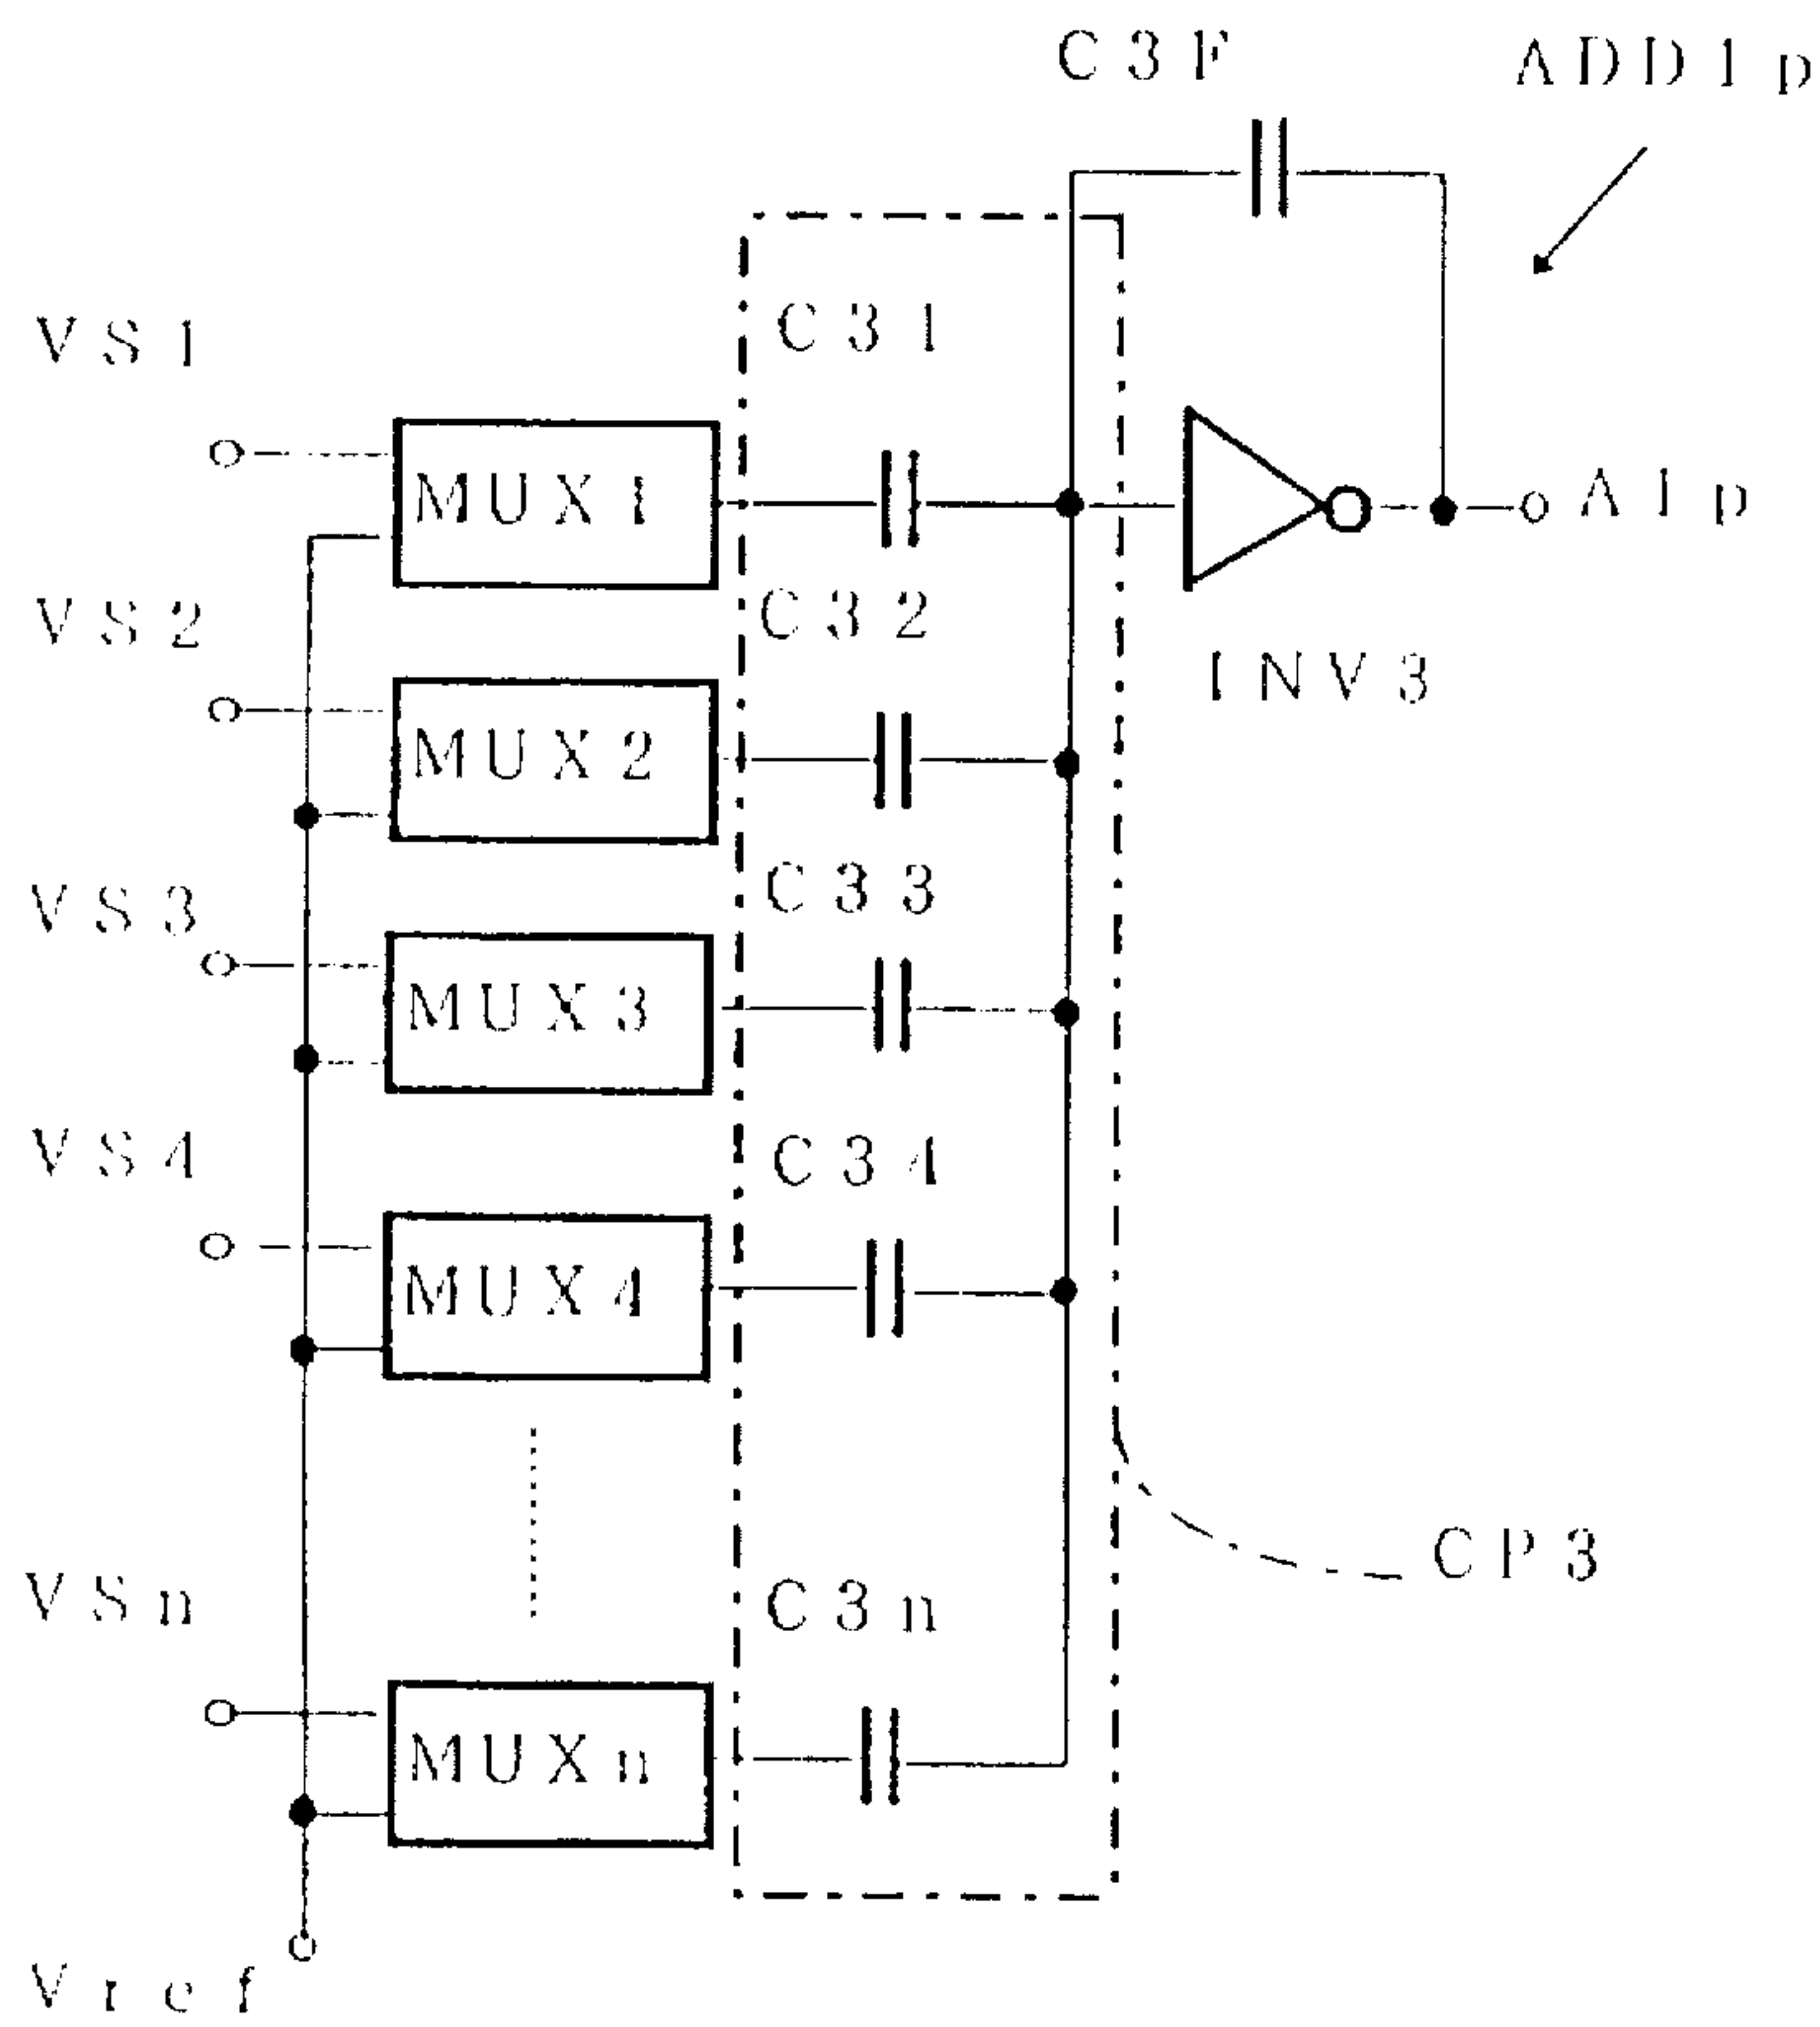 C3F
ADD1p
VS1
C31
MUX1
A1p
VS2
C32
INV3
MUX2
VS3
C33
MUX3
VS4
C34
MUX4
CP3
VSn
C3n
MUXn
Vref